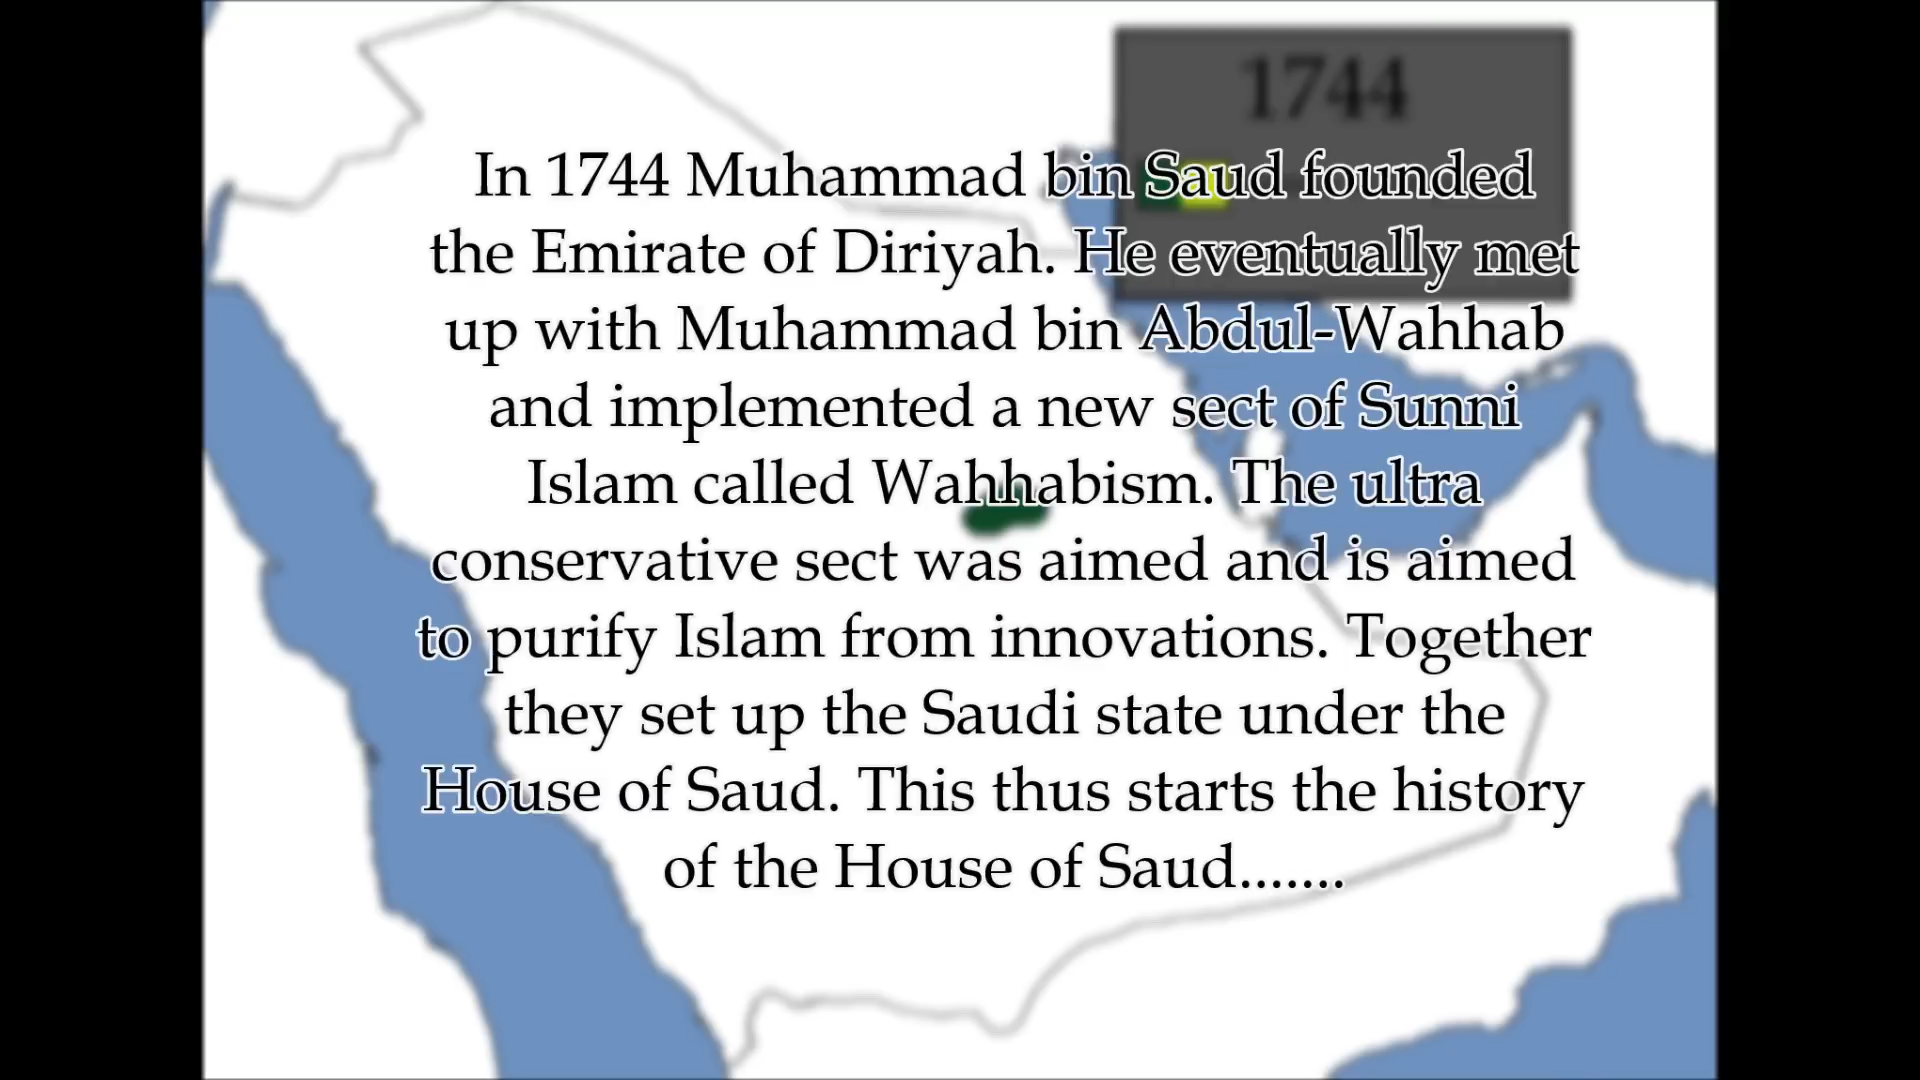 1744
In 1744 Muhammad bin Saud founded
the Emirate of Diriyah. He eventually met
up with Muhammad bin Abdul-Wahhab
and implemented a new sect of Sunni
Islam called Wahhabism. The ultra
conservative sect was aimed and is aimed
to purify Islam from innovations. Together
they set up the Saudi state under the
House of Saud. This thus starts the history
of the House of Saud.......